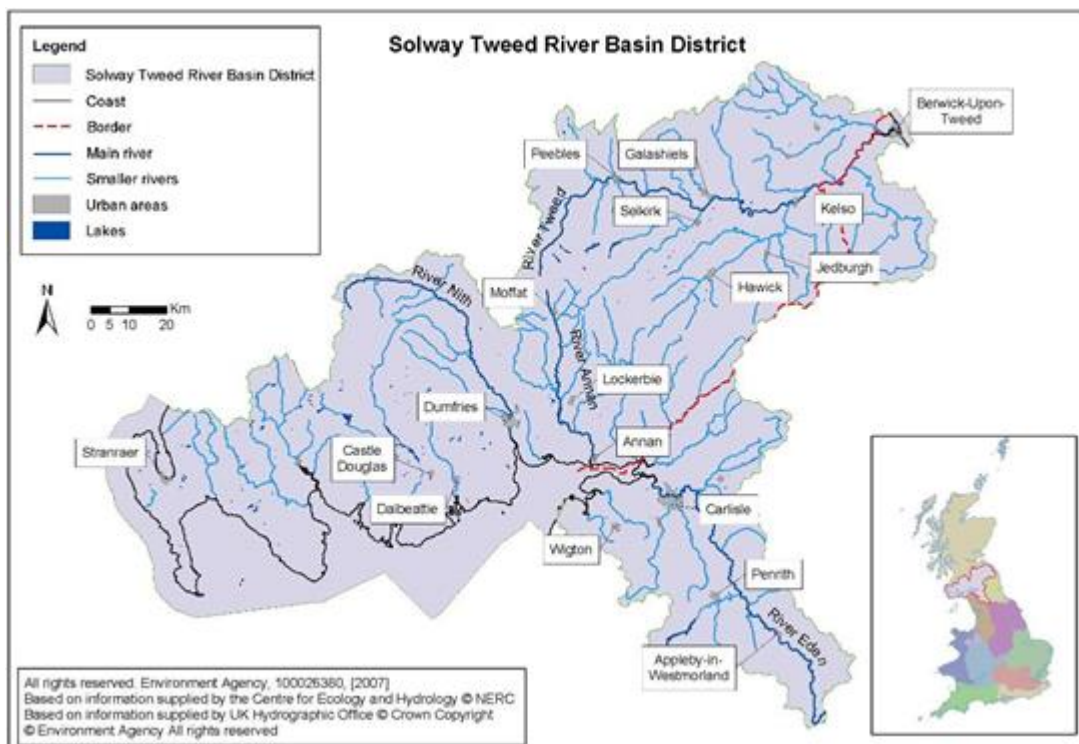 Solway Tweed River Basin District
Legend
Solway Tweed River Basin District
Coast
Border
Main river
Smaller rivers
Urban areas
Lakes
N
0 5 10 20 Km
Berwick-Upon-
Tweed
Peebles
Galashiels
Selkirk
Kelso
River Tweed
Jedburgh
Hawick
River Nith
Moffat
River Annan
Lockerbie
Dumfries
Annan
Stranraer
Castle
Douglas
Dalbeattie
Carlisle
Wigton
Penrith
River Eden
Appleby-in-
Westmorland
All rights reserved. Environment Agency, 100026380, [2007]
Based on information supplied by the Centre for Ecology and Hydrology © NERC
Based on information supplied by UK Hydrographic Office © Crown Copyright
© Environment Agency All rights reserved